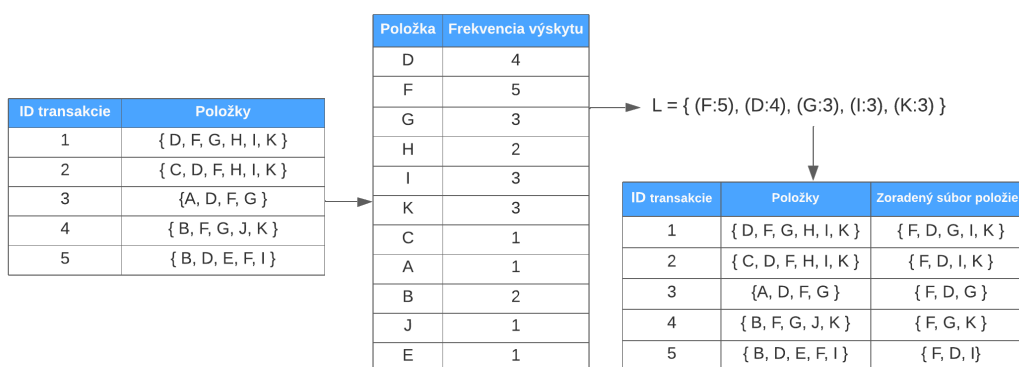 ID transakcie Položky
1 { D, F, G, H, I, K }
2 { C, D, F, H, I, K }
3 {A, D, F, G }
4 { B, F, G, J, K }
5 { B, D, E, F, I }
Položka Frekvencia výskytu
D 4
F 5
G 3
H 2
I 3
K 3
C 1
A 1
B 2
J 1
E 1
L = { (F:5), (D:4), (G:3), (I:3), (K:3) }
ID transakcie Položky Zoradený súbor položie
1 { D, F, G, H, I, K } { F, D, G, I, K }
2 { C, D, F, H, I, K } { F, D, I, K }
3 {A, D, F, G } { F, D, G }
4 { B, F, G, J, K } { F, G, K }
5 { B, D, E, F, I } { F, D, I}